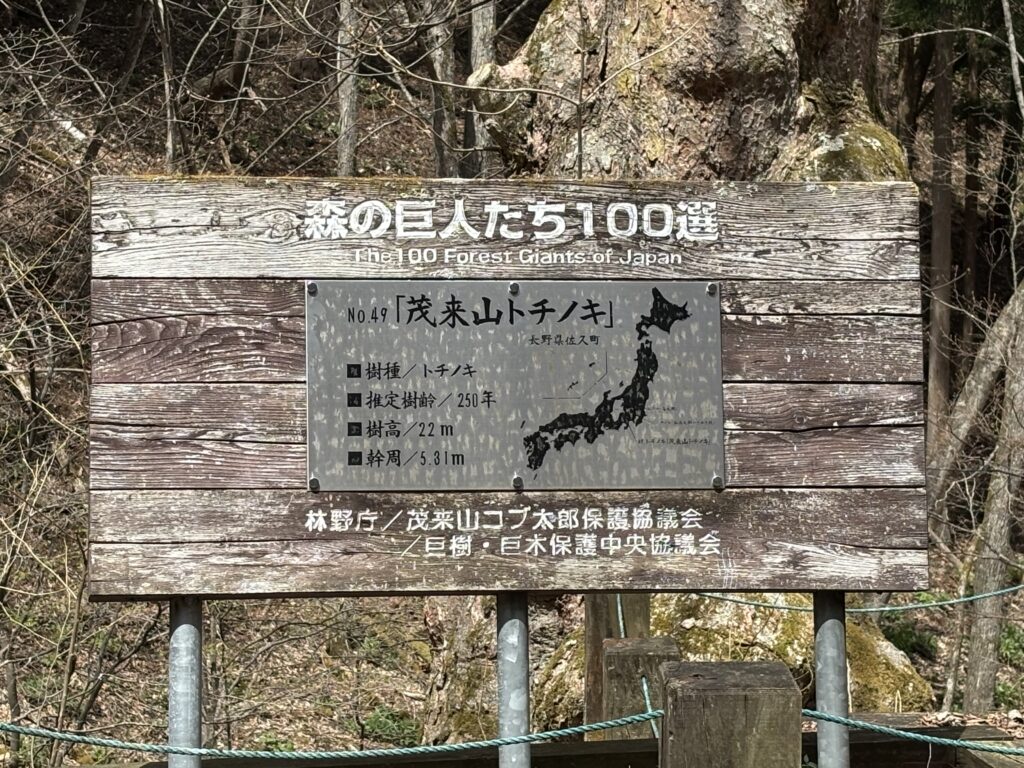 森の巨人たち100選
The100 Forest Giants of Japan
No.49「茂来山トチノキ」
長野県佐久町
樹種／トチノキ
推定樹齢／250年
樹高／22m
幹周／5.31m
林野庁／茂来山コブ太郎保護協議会
／巨樹・巨木保護中央協議会